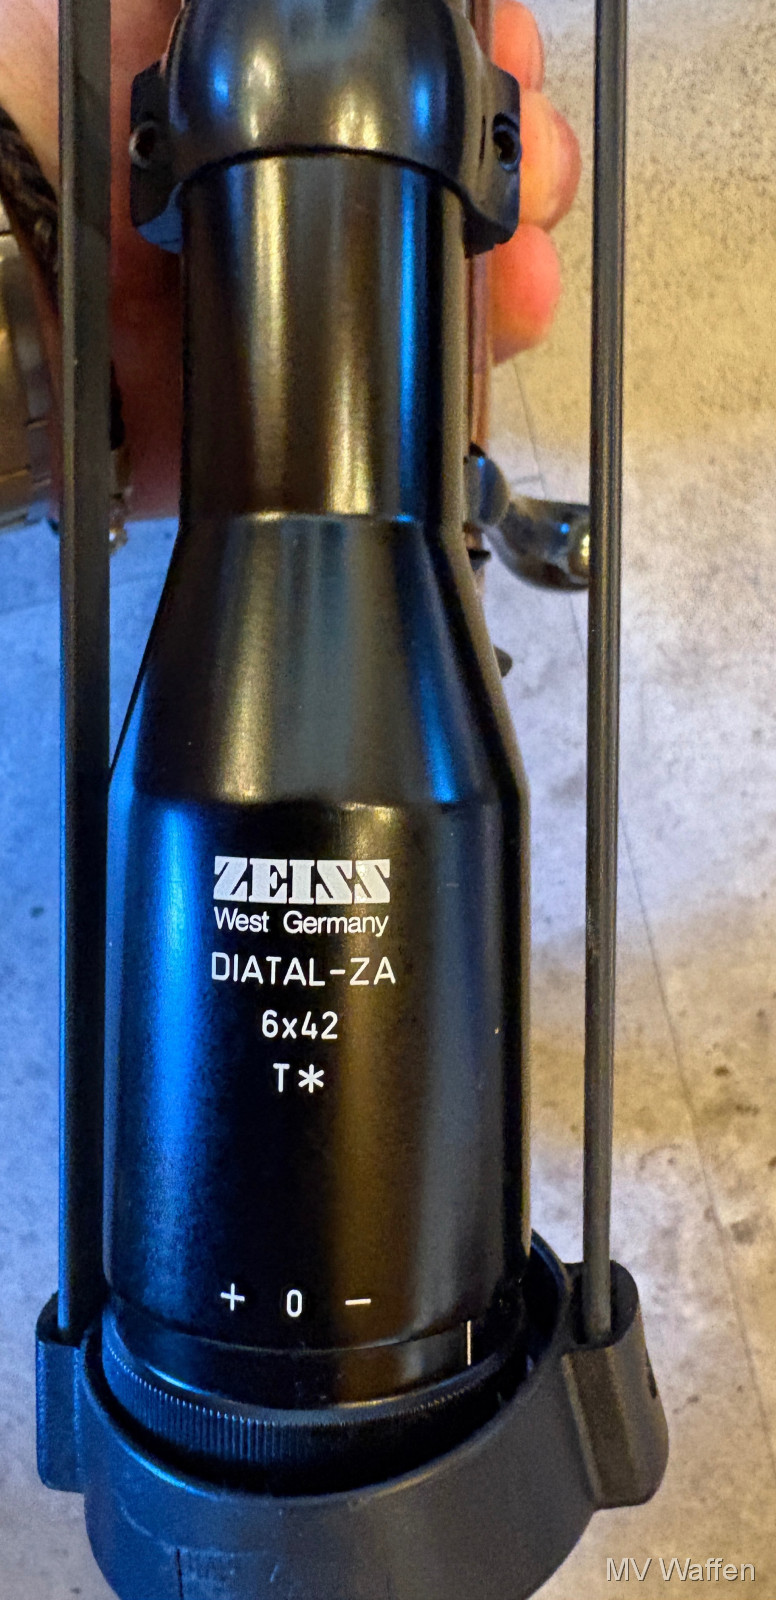 ZEISS
West Germany
DIATAL-ZA
6x42
T*
+ 0 -
MV Waffen